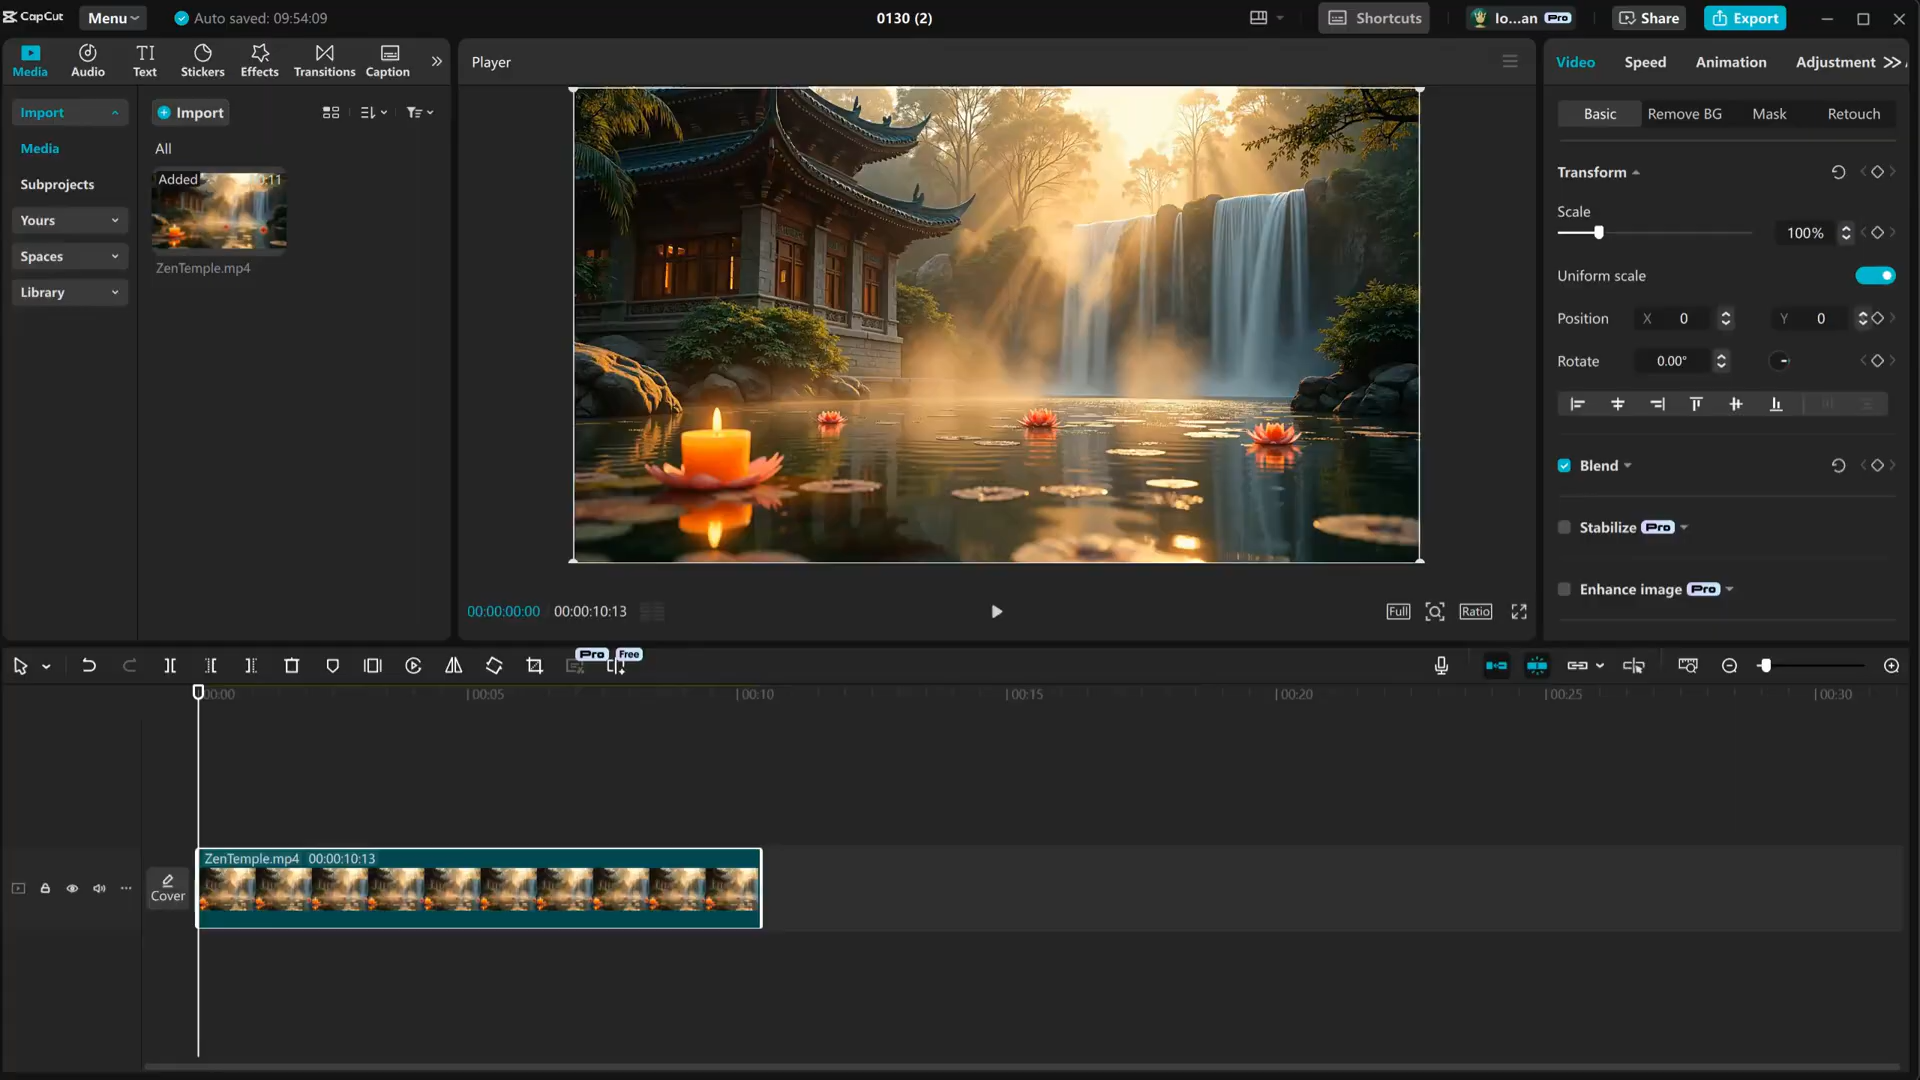 CapCut
Menu
Auto saved: 09:54:09
0130 (2)
Shortcuts
lo...an Pro
Share
Export
Media
Audio
Text
Stickers
Effects
Transitions
Caption
Player
Video
Speed
Animation
Adjustment
Import
Media
Subprojects
Yours
Spaces
Library
Import
All
Added
ZenTemple.mp4
Basic
Remove BG
Mask
Retouch
Transform
Scale
100%
Uniform scale
Position
X 0
Y 0
Rotate
0.00°
Blend
Stabilize Pro
Enhance image Pro
00:00:00:00
00:00:10:13
Full
Ratio
Pro
Free
00:00
00:05
00:10
00:15
00:20
00:25
00:30
ZenTemple.mp4 00:00:10:13
Cover